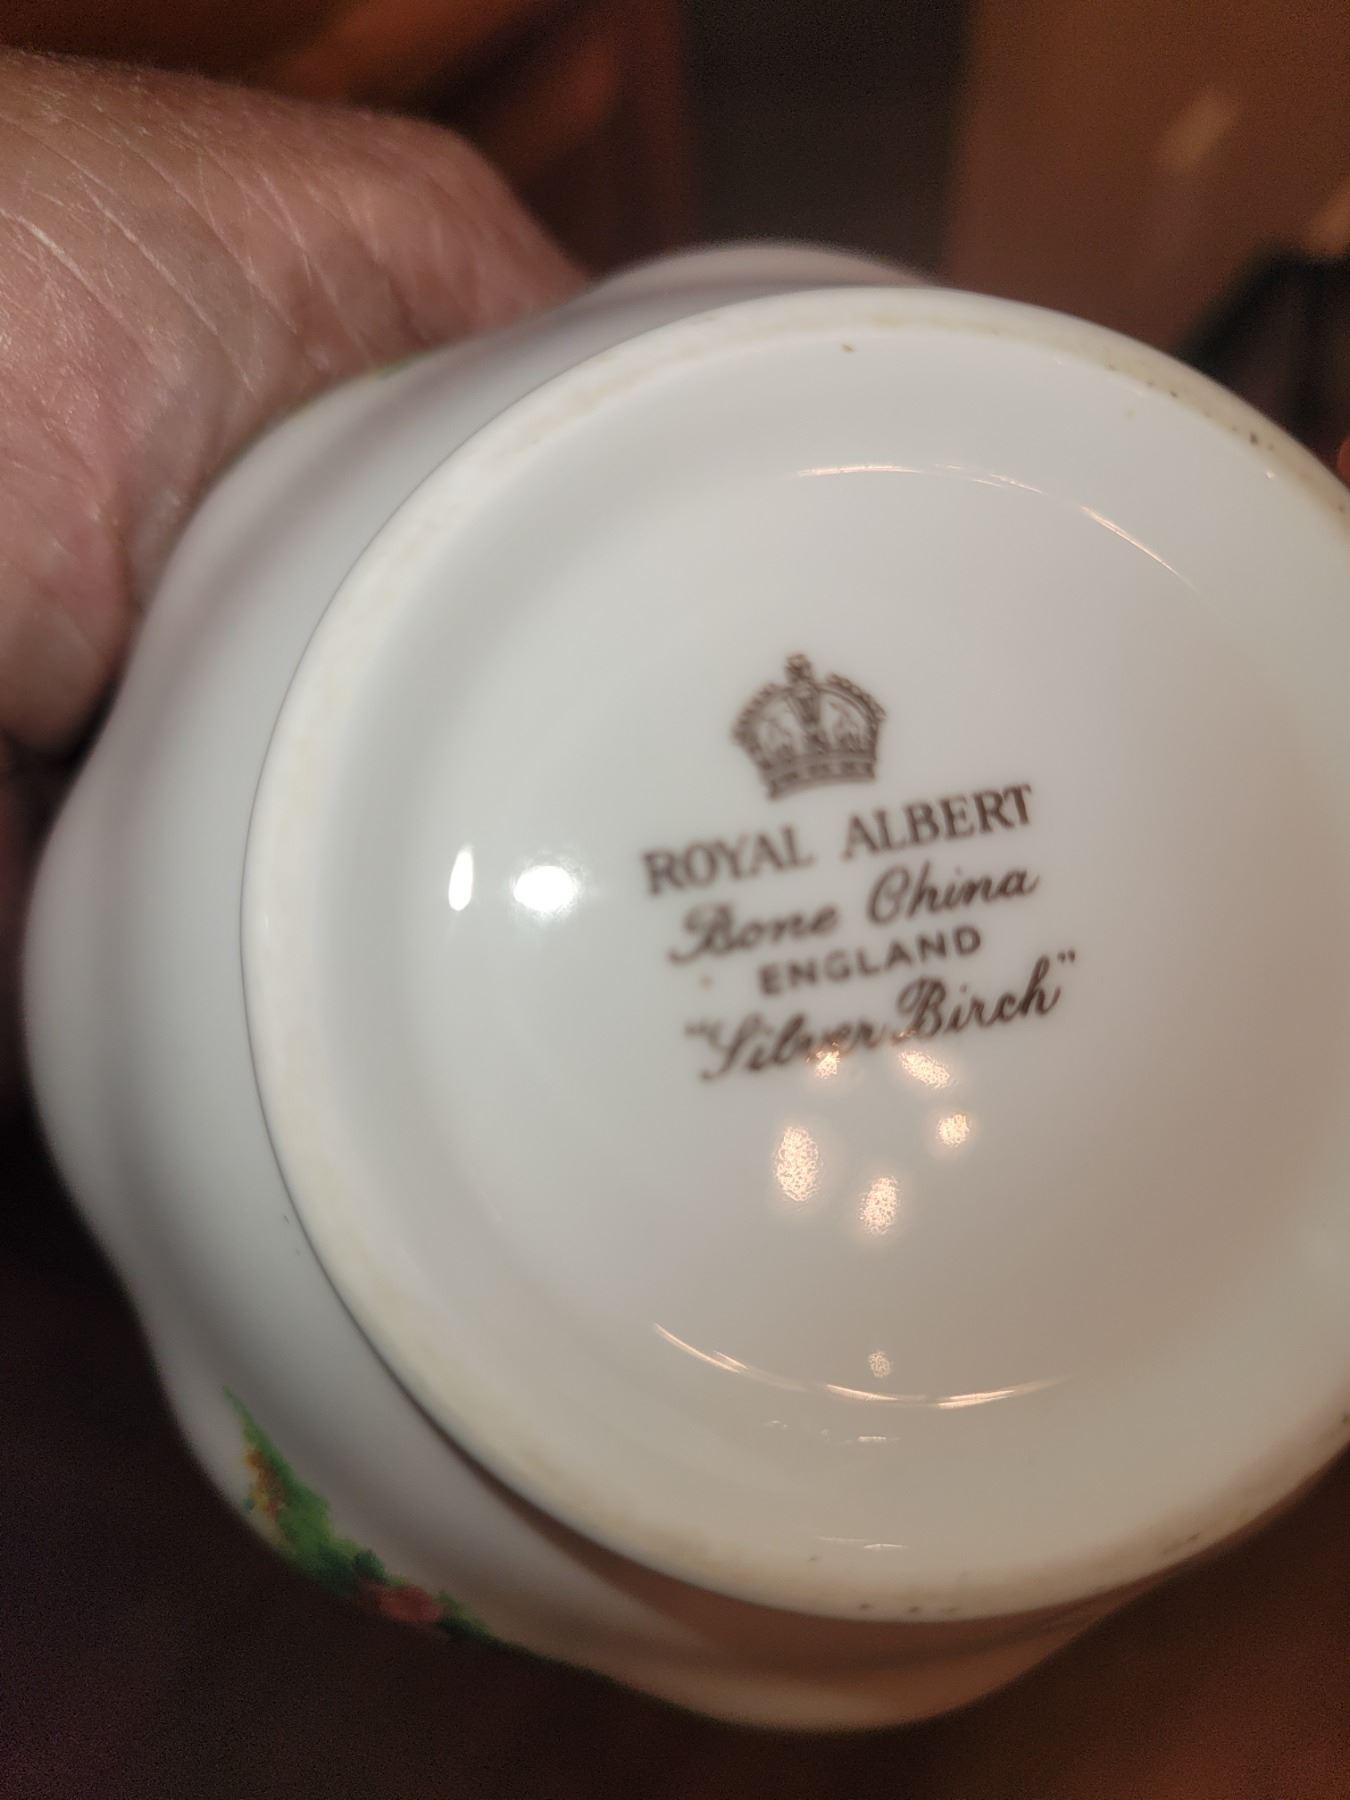 ROYAL ALBERT
Bone China
ENGLAND
"Silver Birch"